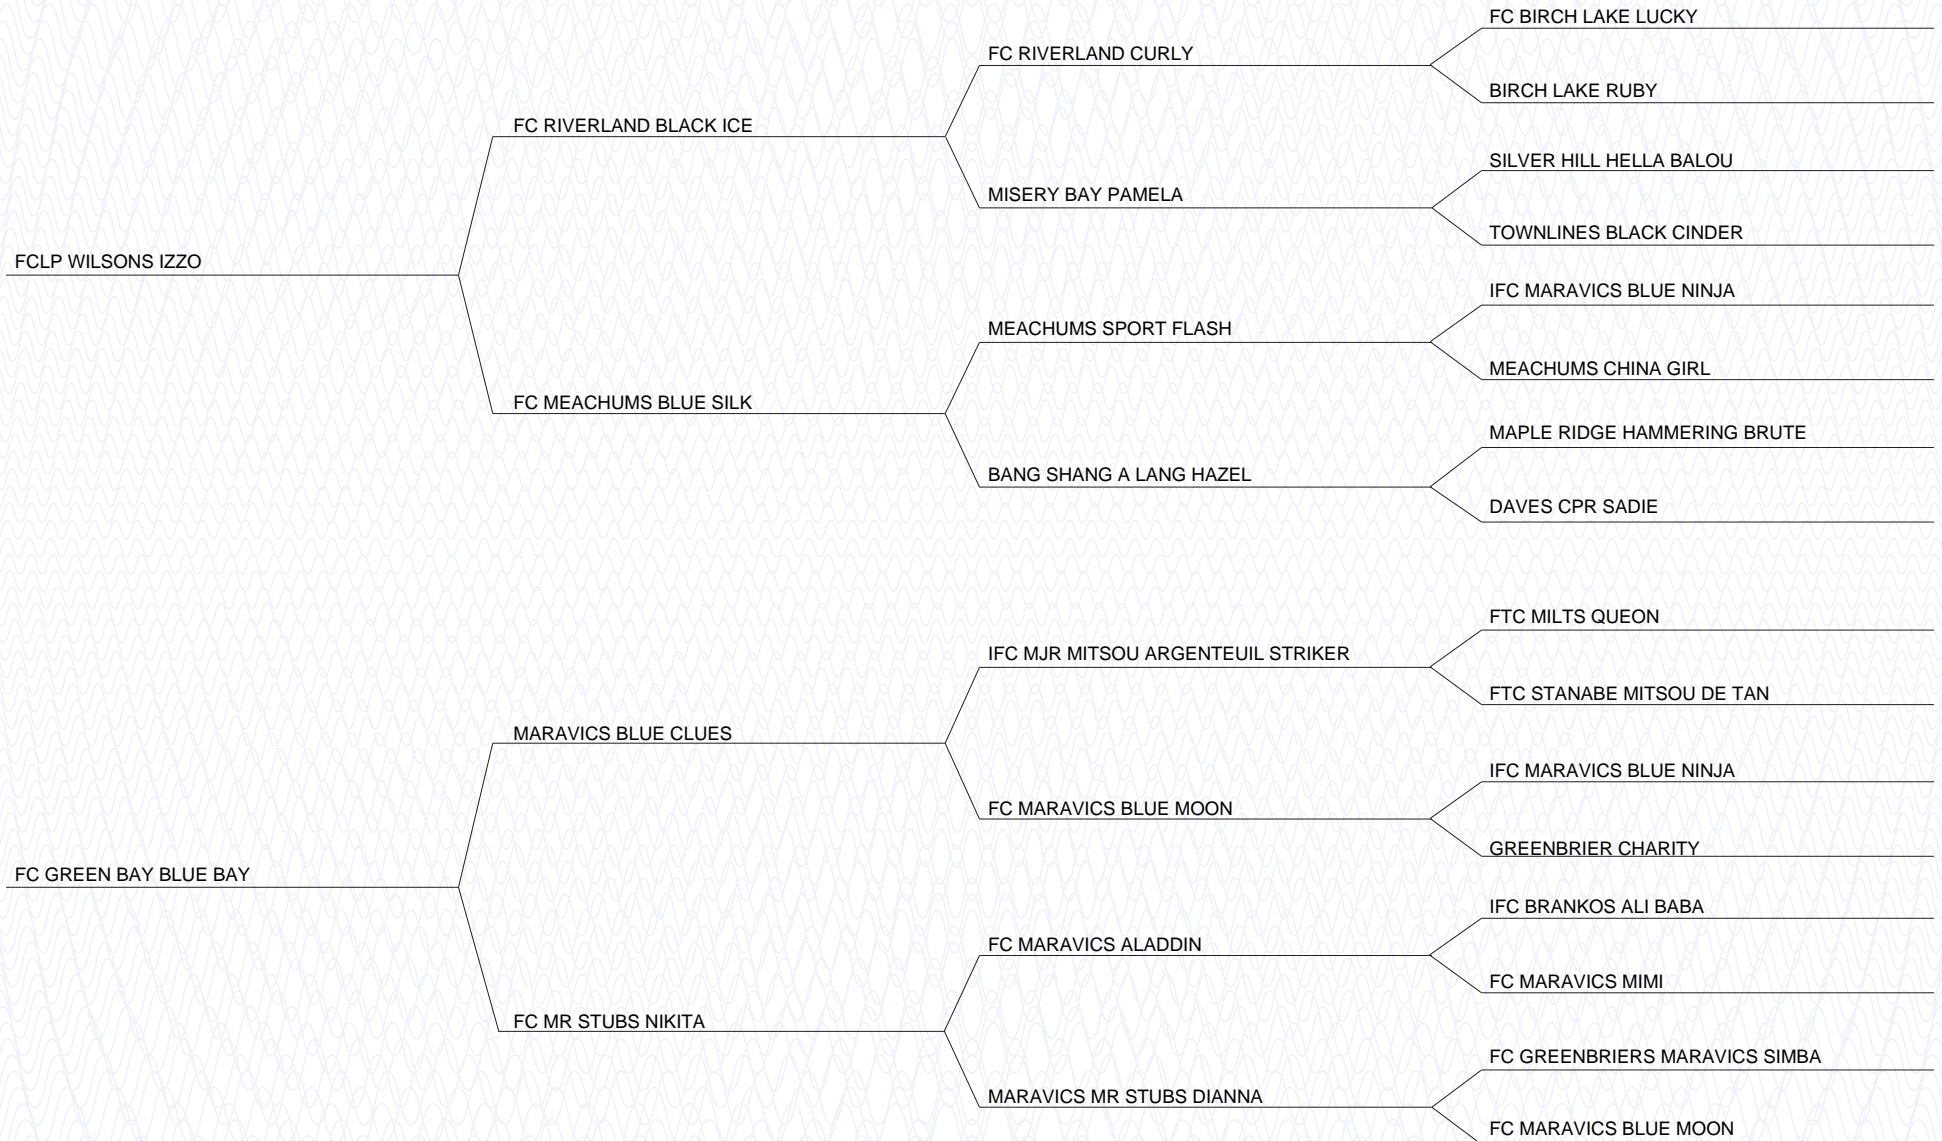 FC BIRCH LAKE LUCKY
FC RIVERLAND CURLY
BIRCH LAKE RUBY
FC RIVERLAND BLACK ICE
SILVER HILL HELLA BALOU
MISERY BAY PAMELA
TOWNLINES BLACK CINDER
FCLP WILSONS IZZO
IFC MARAVICS BLUE NINJA
MEACHUMS SPORT FLASH
MEACHUMS CHINA GIRL
FC MEACHUMS BLUE SILK
MAPLE RIDGE HAMMERING BRUTE
BANG SHANG A LANG HAZEL
DAVES CPR SADIE
FTC MILTS QUEON
IFC MJR MITSOU ARGENTEUIL STRIKER
FTC STANABE MITSOU DE TAN
MARAVICS BLUE CLUES
IFC MARAVICS BLUE NINJA
FC MARAVICS BLUE MOON
GREENBRIER CHARITY
FC GREEN BAY BLUE BAY
IFC BRANKOS ALI BABA
FC MARAVICS ALADDIN
FC MARAVICS MIMI
FC MR STUBS NIKITA
FC GREENBRIERS MARAVICS SIMBA
MARAVICS MR STUBS DIANNA
FC MARAVICS BLUE MOON